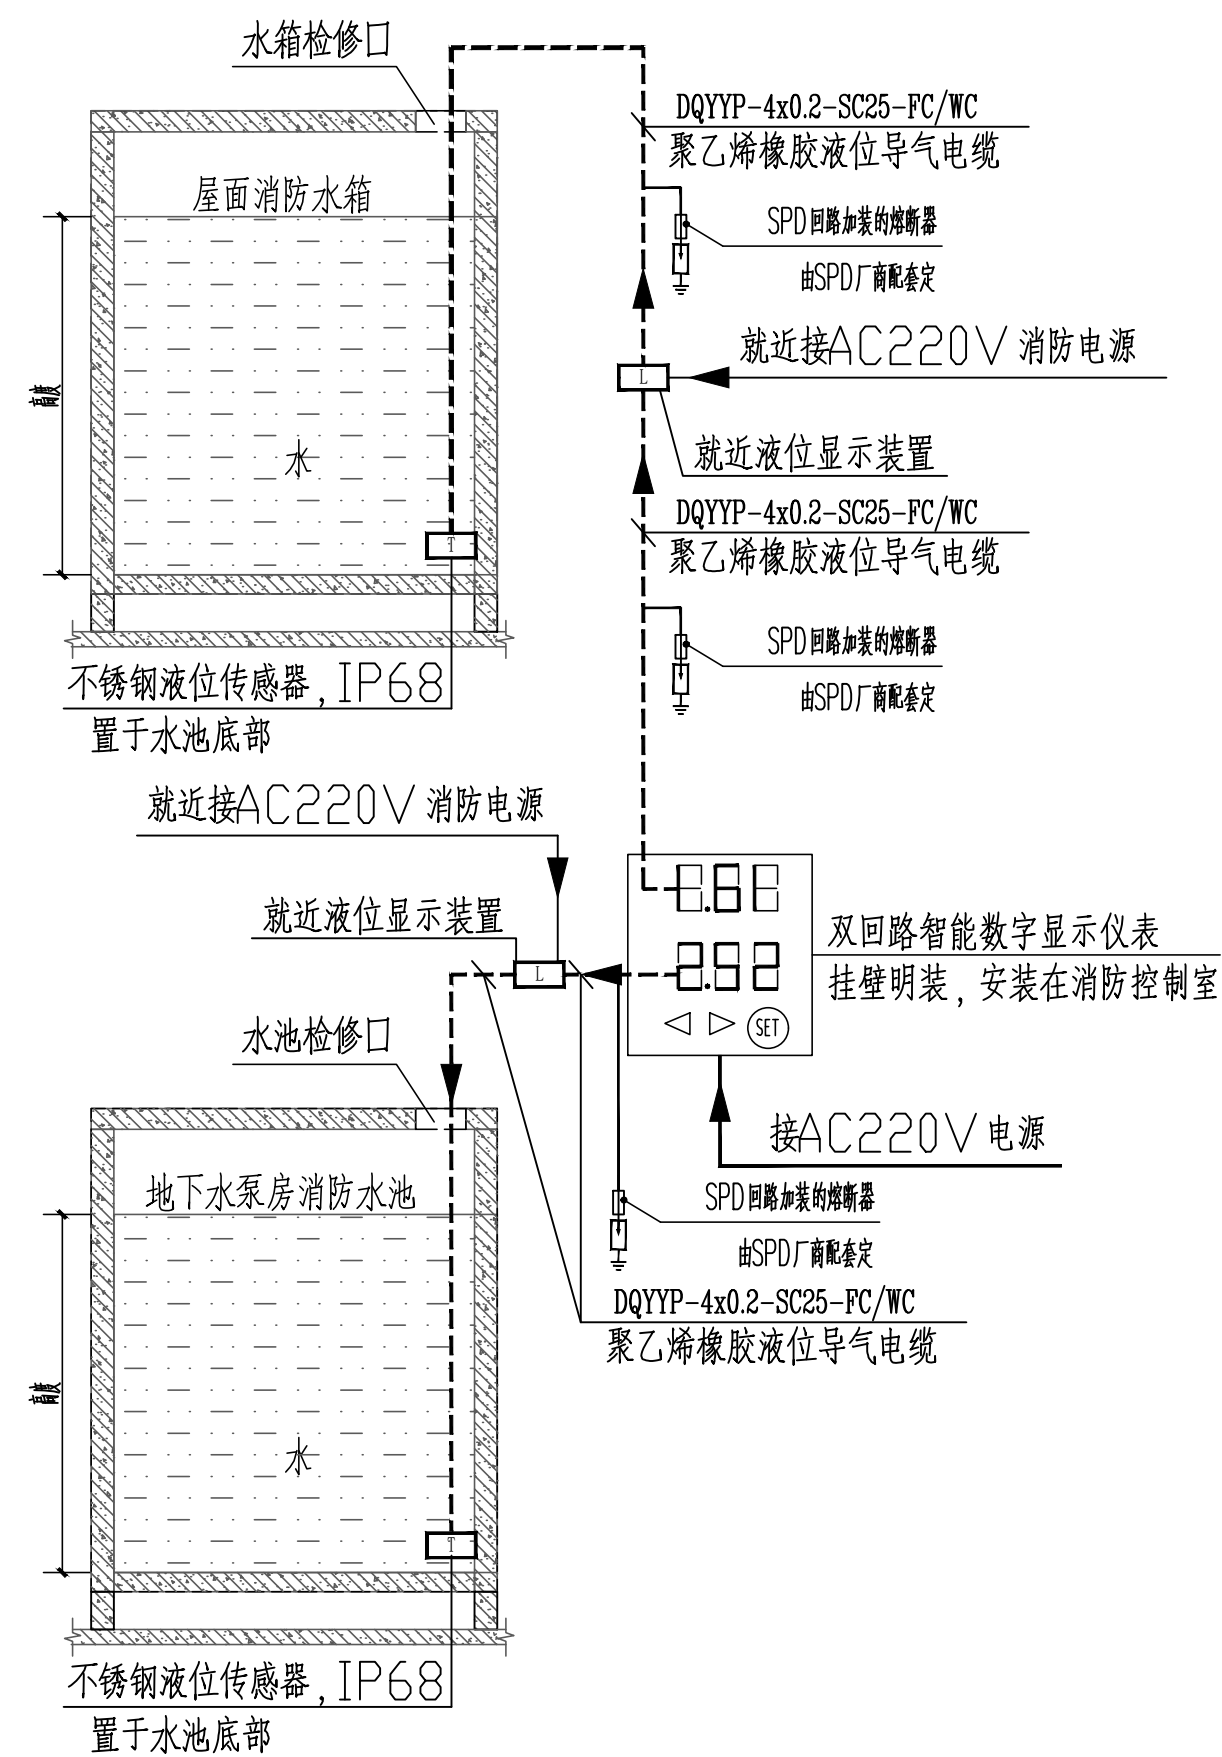 水箱检修口
DQYYP-4x0.2-SC25-FC/WC
聚乙烯橡胶液位导气电缆
屋面消防水箱
SPD回路加装的熔断器
由SPD厂商配套定
就近接AC220V消防电源
L
高度
就近液位显示装置
水
DQYYP-4x0.2-SC25-FC/WC
聚乙烯橡胶液位导气电缆
T
SPD回路加装的熔断器
由SPD厂商配套定
不锈钢液位传感器,IP68
置于水池底部
就近接AC220V消防电源
就近液位显示装置
双回路智能数字显示仪表
挂壁明装,安装在消防控制室
L
2.52
SET
水池检修口
接AC220V电源
地下水泵房消防水池
SPD回路加装的熔断器
由SPD厂商配套定
DQYYP-4x0.2-SC25-FC/WC
聚乙烯橡胶液位导气电缆
高度
水
T
不锈钢液位传感器,IP68
置于水池底部